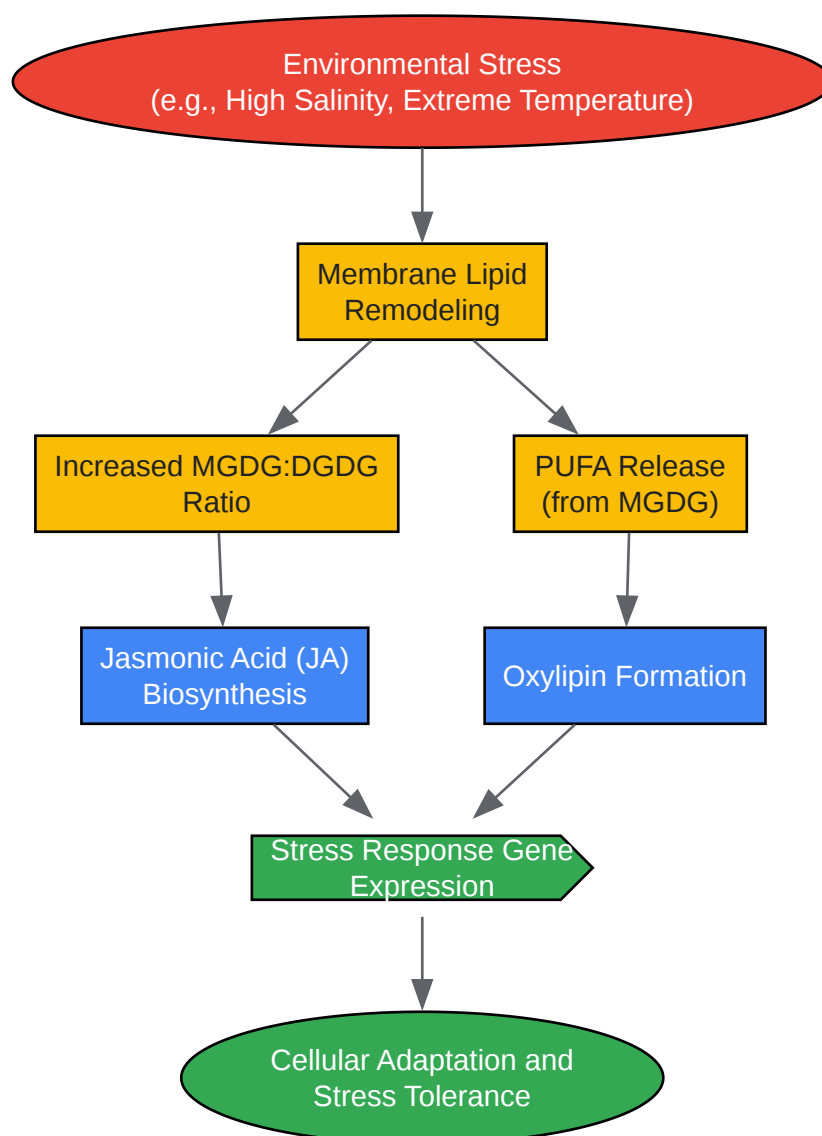 Environmental Stress
(e.g., High Salinity, Extreme Temperature)
Membrane Lipid
Remodeling
Increased MGDG:DGDG
Ratio
PUFA Release
(from MGDG)
Jasmonic Acid (JA)
Biosynthesis
Oxylipin Formation
Stress Response Gene
Expression
Cellular Adaptation and
Stress Tolerance